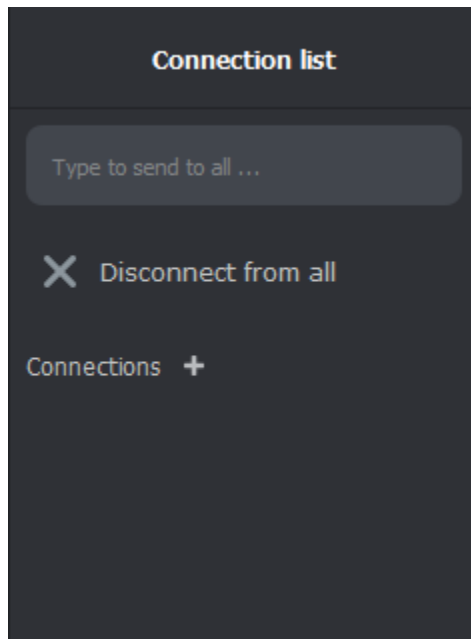 Connection list
Type to send to all ...
Disconnect from all
Connections +